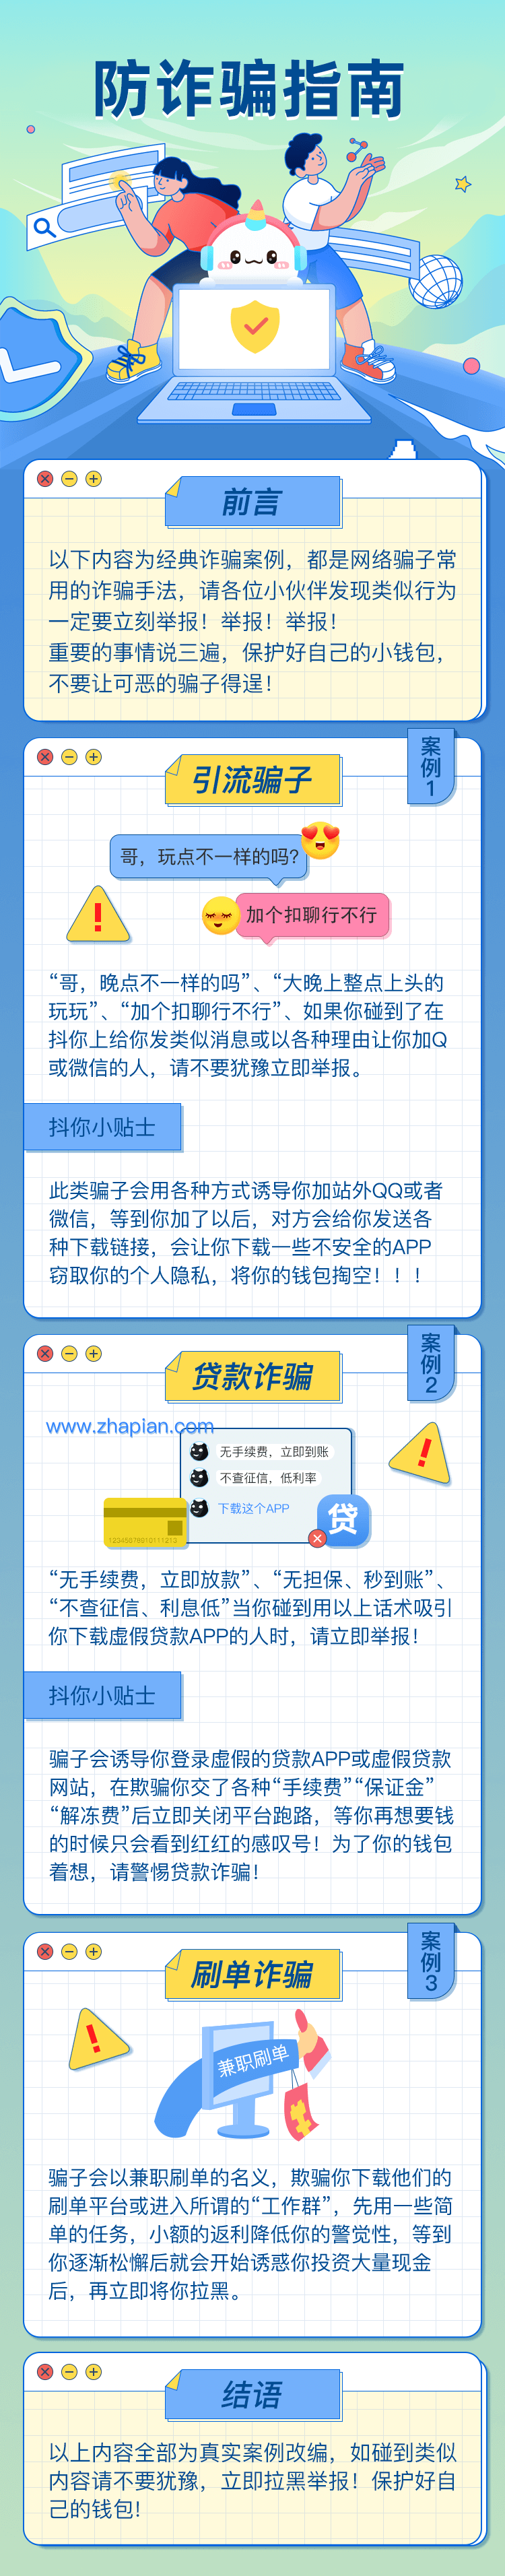 防诈骗指南
前言
以下内容为经典诈骗案例，都是网络骗子常
用的诈骗手法，请各位小伙伴发现类似行为
一定要立刻举报！举报！举报！
重要的事情说三遍，保护好自己的小钱包，
不要让可恶的骗子得逞！
案例1
引流骗子
哥，玩点不一样的吗？
加个扣聊行不行
“哥，晚点不一样的吗”、“大晚上整点上头的
玩玩”、“加个扣聊行不行”、如果你碰到了在
抖你上给你发类似消息或以各种理由让你加Q
或微信的人，请不要犹豫立即举报。
抖你小贴士
此类骗子会用各种方式诱导你加站外QQ或者
微信，等到你加了以后，对方会给你发送各
种下载链接，会让你下载一些不安全的APP
窃取你的个人隐私，将你的钱包掏空！！！
案例2
贷款诈骗
www.zhapian.com
无手续费，立即到账
不查征信，低利率
下载这个APP
贷
12345678910111213
“无手续费，立即放款”、“无担保、秒到账”、
“不查征信、利息低”当你碰到用以上话术吸引
你下载虚假贷款APP的人时，请立即举报！
抖你小贴士
骗子会诱导你登录虚假的贷款APP或虚假贷款
网站，在欺骗你交了各种“手续费”“保证金”
“解冻费”后立即关闭平台跑路，等你再想要钱
的时候只会看到红红的感叹号！为了你的钱包
着想，请警惕贷款诈骗！
案例3
刷单诈骗
兼职刷单
骗子会以兼职刷单的名义，欺骗你下载他们的
刷单平台或进入所谓的“工作群”，先用一些简
单的任务，小额的返利降低你的警觉性，等到
你逐渐松懈后就会开始诱惑你投资大量现金
后，再立即将你拉黑。
结语
以上内容全部为真实案例改编，如碰到类似
内容请不要犹豫，立即拉黑举报！保护好自
己的钱包！